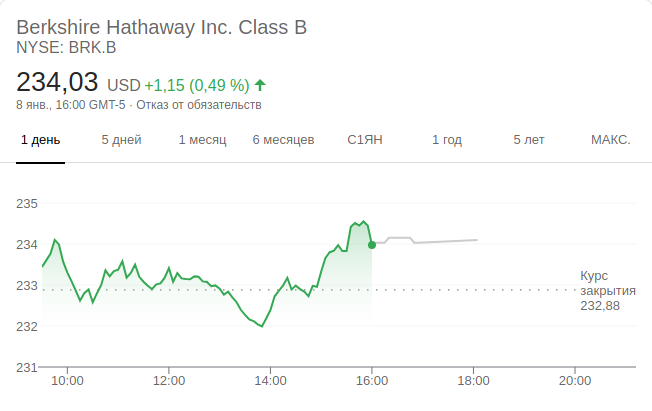 Berkshire Hathaway Inc. Class B
NYSE: BRK.B
234,03 USD +1,15 (0,49 %)
8 янв., 16:00 GMT-5 · Отказ от обязательств
1 день 5 дней 1 месяц 6 месяцев С1ЯН 1 год 5 лет МАКС.
235
234
233
232
231
Курс
закрытия
232,88
10:00 12:00 14:00 16:00 18:00 20:00